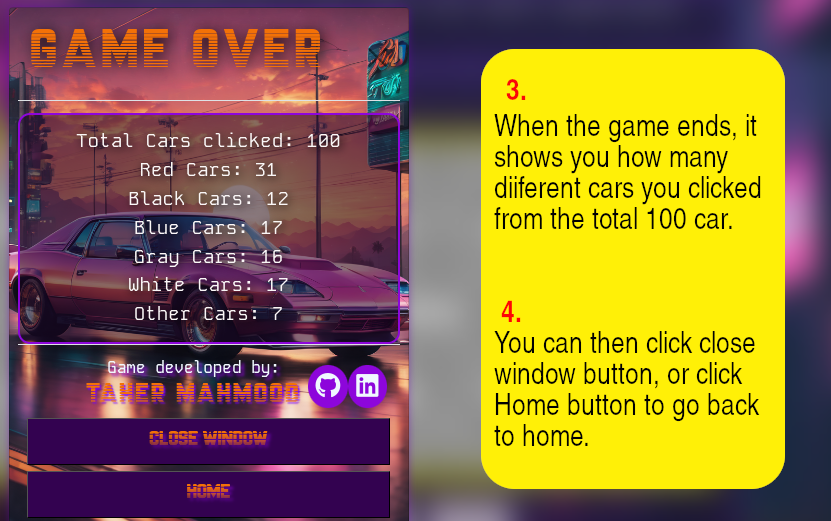 GAME OVER
Total Cars clicked: 100
Red Cars: 31
Black Cars: 12
Blue Cars: 17
Gray Cars: 16
White Cars: 17
Other Cars: 7
Game developed by:
TAHER MAHMOOD
in
CLOSE WINDOW
HOME
3.
When the game ends, it
shows you how many
diiferent cars you clicked
from the total 100 car.
4.
You can then click close
window button, or click
Home button to go back
to home.